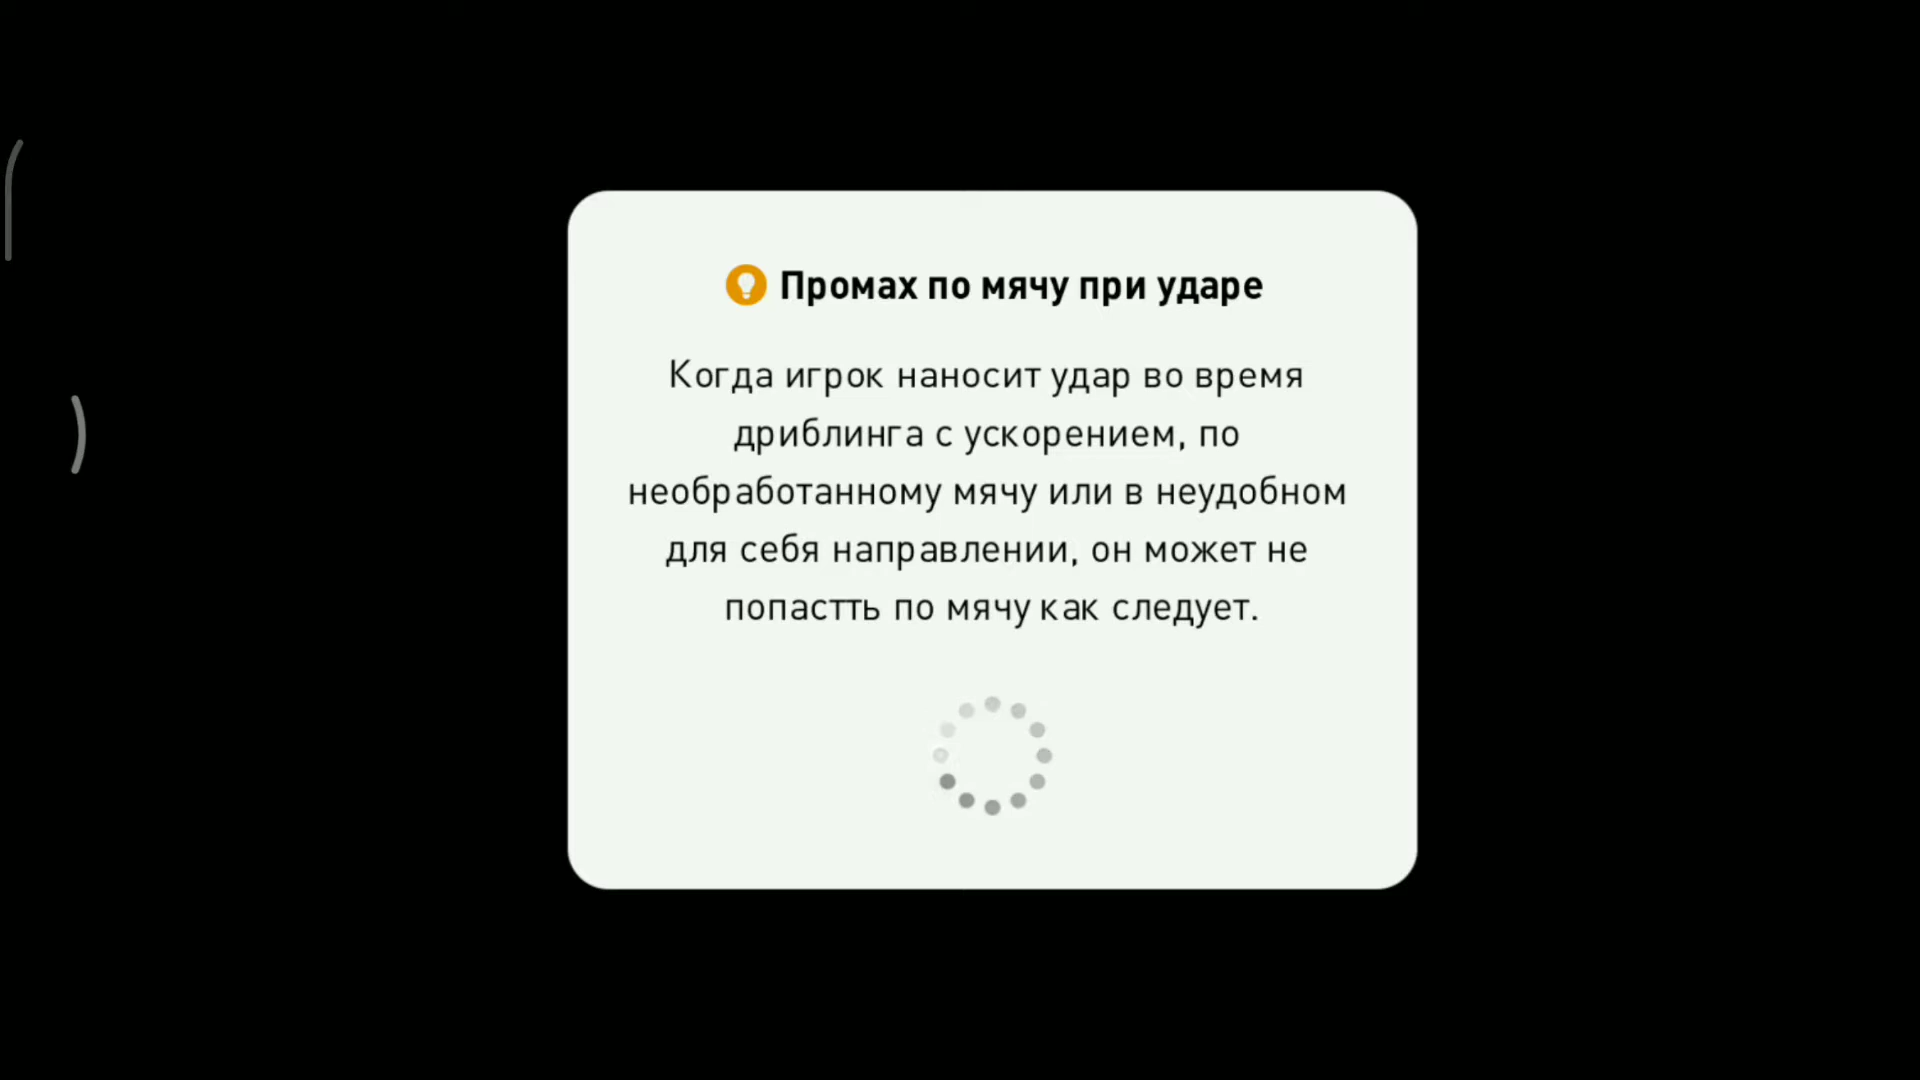 Промах по мячу при ударе
Когда игрок наносит удар во время
дриблинга с ускорением, по
необработанному мячу или в неудобном
для себя направлении, он может не
попастть по мячу как следует.